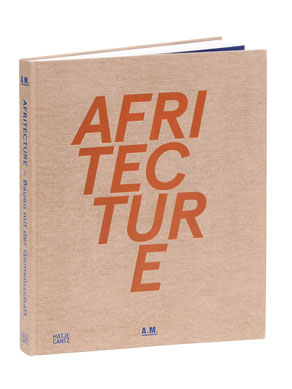 A.M.
AFRITECTURE – Bauen mit der Gemeinschaft
AFRI
TEC
TUR
E
HATJE
CANTZ
A.M.